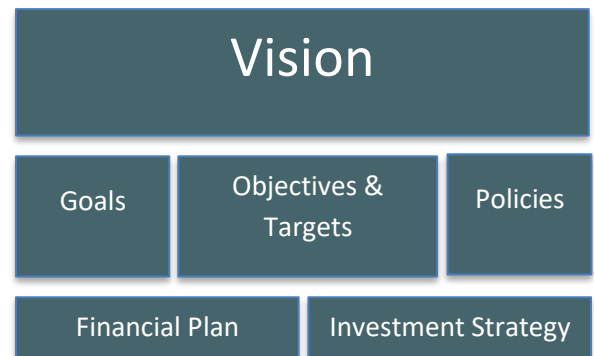 Vision
Goals
Objectives &
Targets
Policies
Financial Plan
Investment Strategy